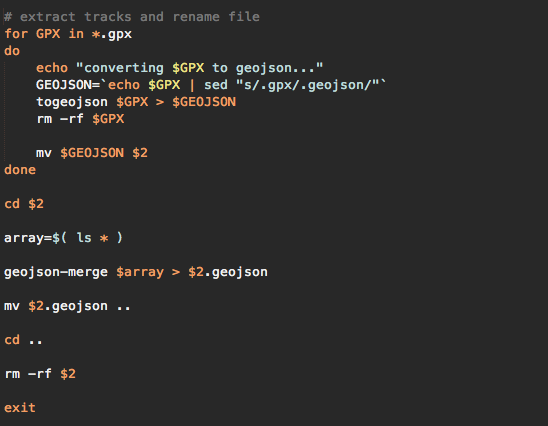 # extract tracks and rename file
for GPX in *.gpx
do
    echo "converting $GPX to geojson..."
    GEOJSON=`echo $GPX | sed "s/.gpx/.geojson/"`
    togeojson $GPX > $GEOJSON
    rm -rf $GPX

    mv $GEOJSON $2
done

cd $2

array=$( ls * )

geojson-merge $array > $2.geojson

mv $2.geojson ..

cd ..

rm -rf $2

exit